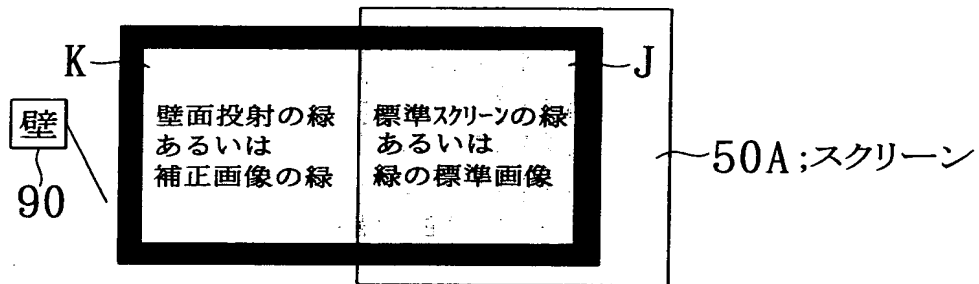 K
J
壁
90
壁面投射の緑
あるいは
補正画像の緑
標準スクリーンの緑
あるいは
緑の標準画像
50A;スクリーン